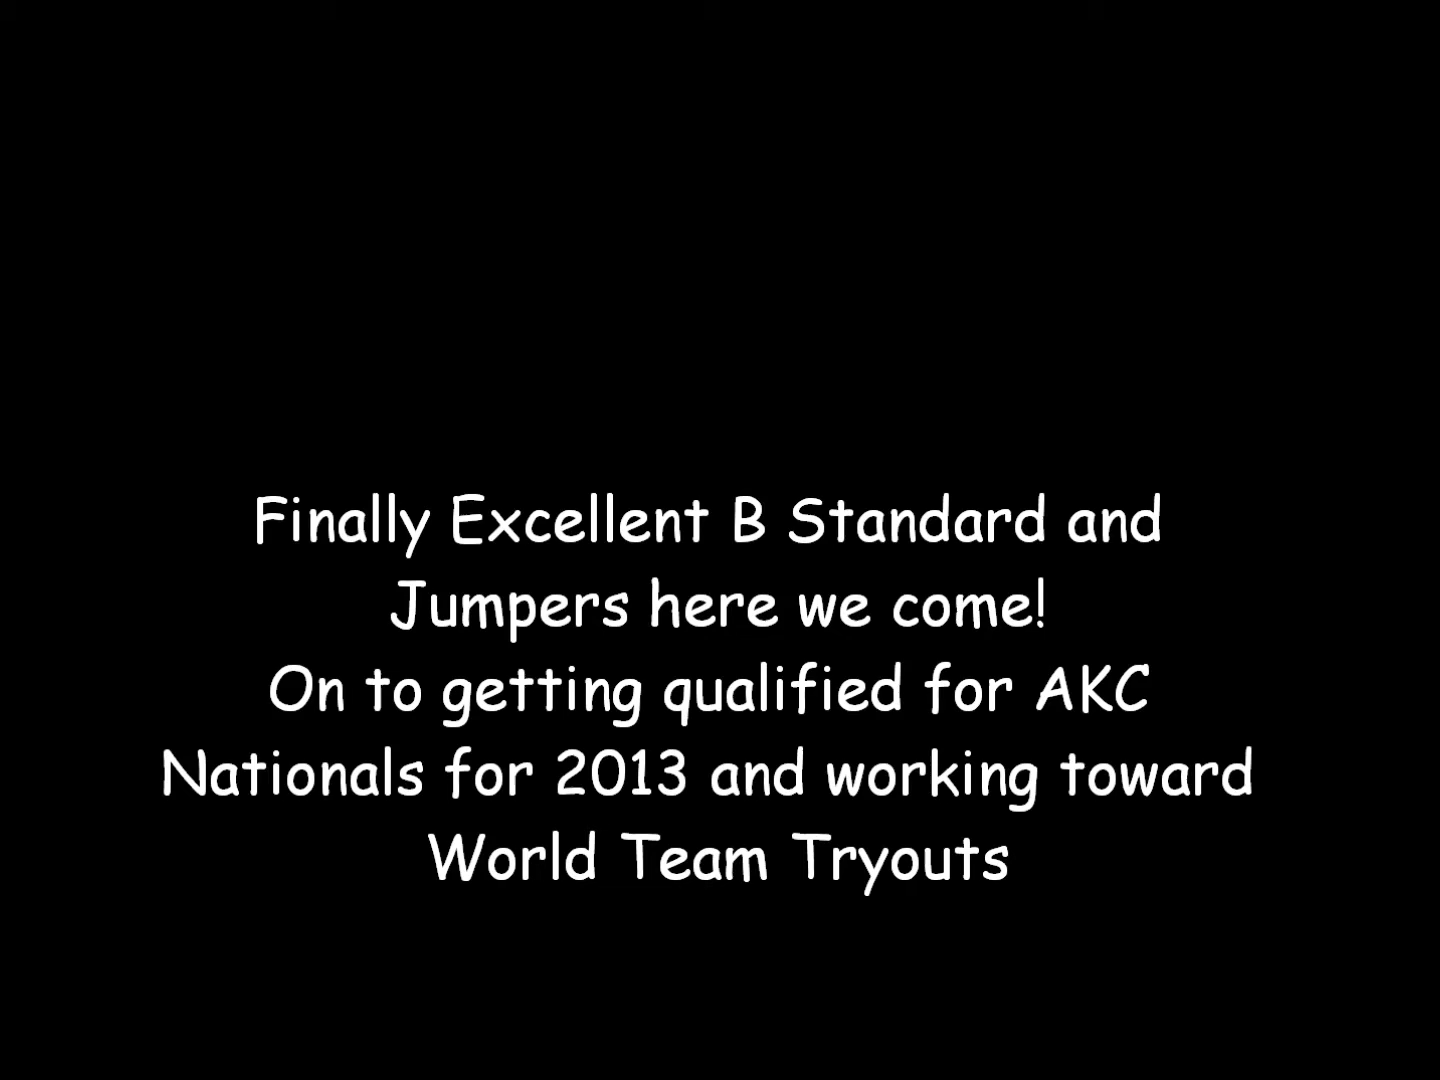 Finally Excellent B Standard and
Jumpers here we come!
On to getting qualified for AKC
Nationals for 2013 and working toward
World Team Tryouts